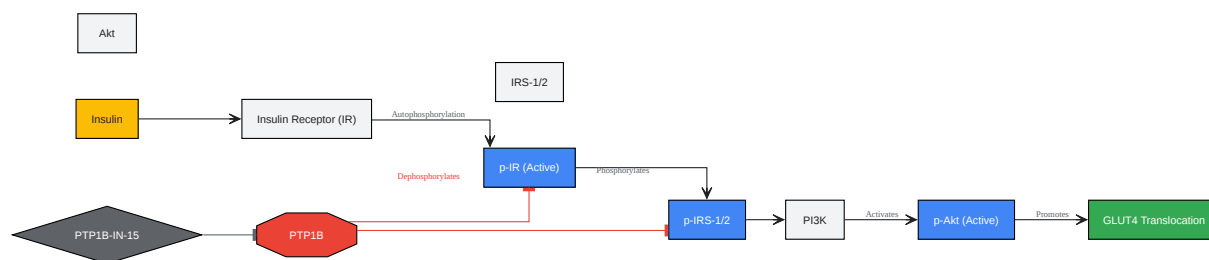 Akt
IRS-1/2
Insulin
Insulin Receptor (IR)
Autophosphorylation
p-IR (Active)
Phosphorylates
Dephosphorylates
PTP1B-IN-15
PTP1B
p-IRS-1/2
PI3K
Activates
p-Akt (Active)
Promotes
GLUT4 Translocation